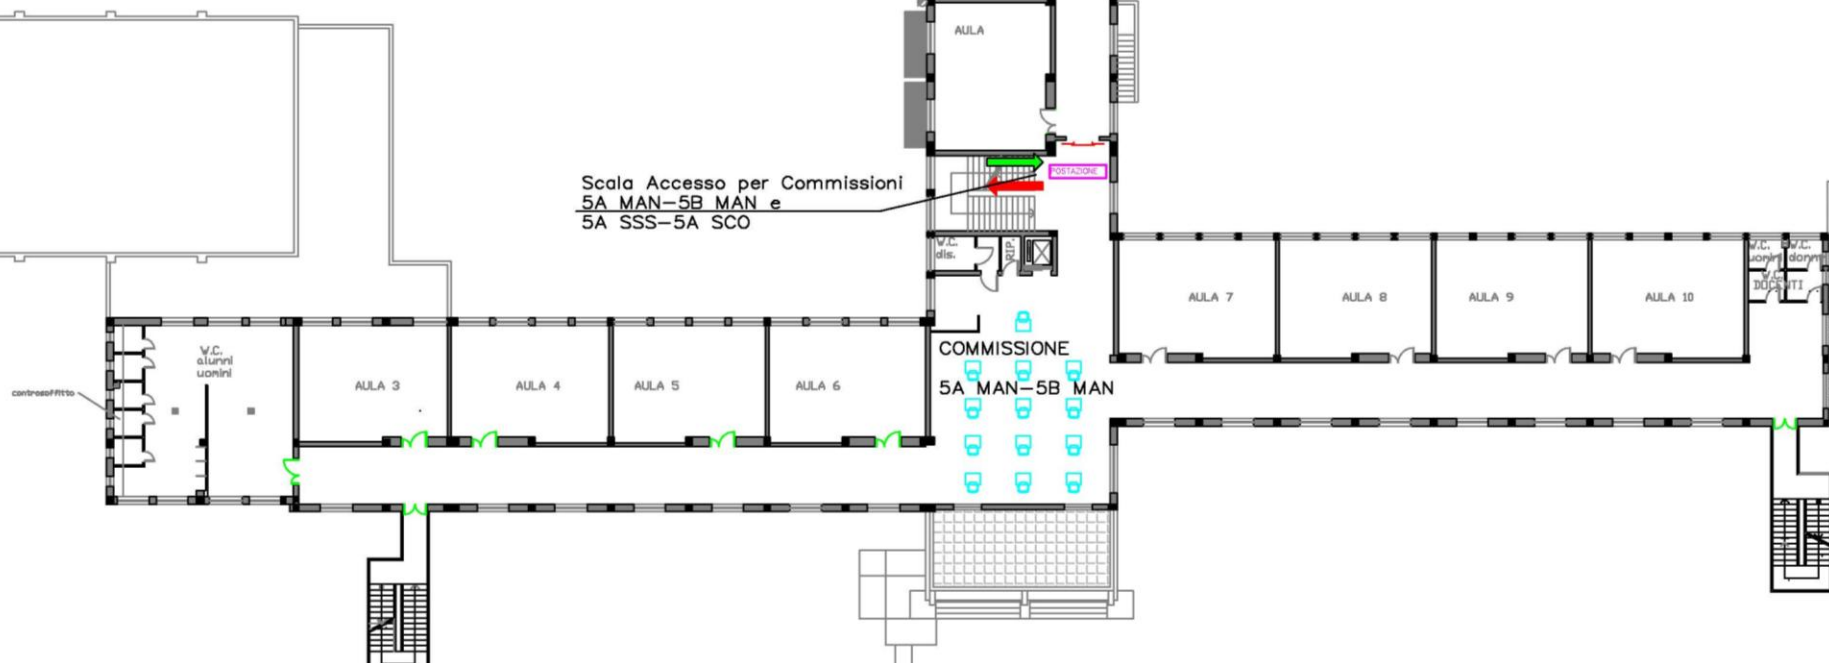 AULA
POSTAZIONE
Scala Accesso per Commissioni
5A MAN-5B MAN e
5A SSS-5A SCO
W.C.
dis.
RIP.
W.C.
uomini
W.C.
donne
W.C.
DOCENTI
AULA 7
AULA 8
AULA 9
AULA 10
COMMISSIONE
5A MAN-5B MAN
W.C.
alunni
uomini
AULA 3
AULA 4
AULA 5
AULA 6
controsoffitto